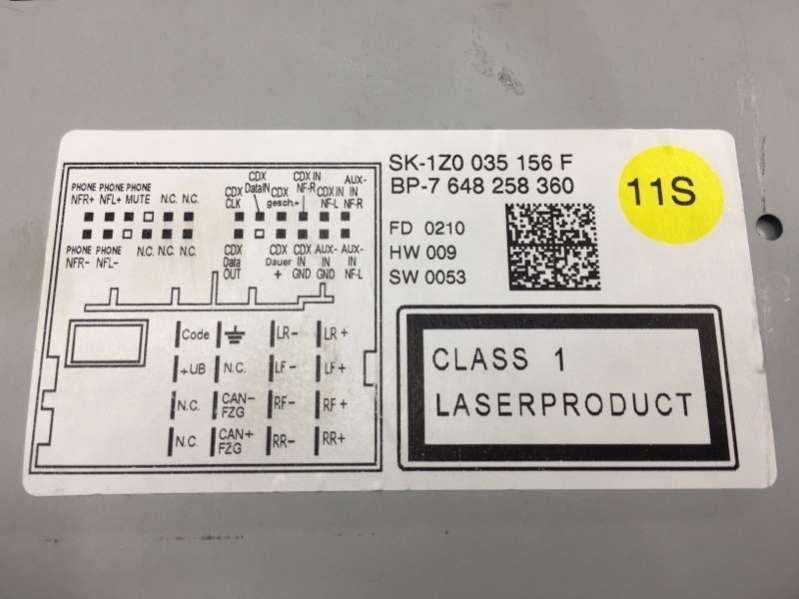 SK-1Z0 035 156 F
BP-7 648 258 360
11S
FD 0210
HW 009
SW 0053
CLASS 1
LASERPRODUCT
PHONE PHONE PHONE
NFR+ NFL+ MUTE N.C. N.C.
CDX CLK
CDX DataIN
CDX gesch.+
CDX IN NF-R
CDX IN NF-L
AUX-IN NF-R
PHONE PHONE
NFR- NFL- N.C. N.C. N.C.
CDX Data OUT
CDX Dauer +
CDX IN GND
AUX-IN GND
AUX-IN NF-L
Code LR- LR+
+UB N.C. LF- LF+
N.C. CAN-FZG RF- RF+
N.C. CAN+FZG RR- RR+